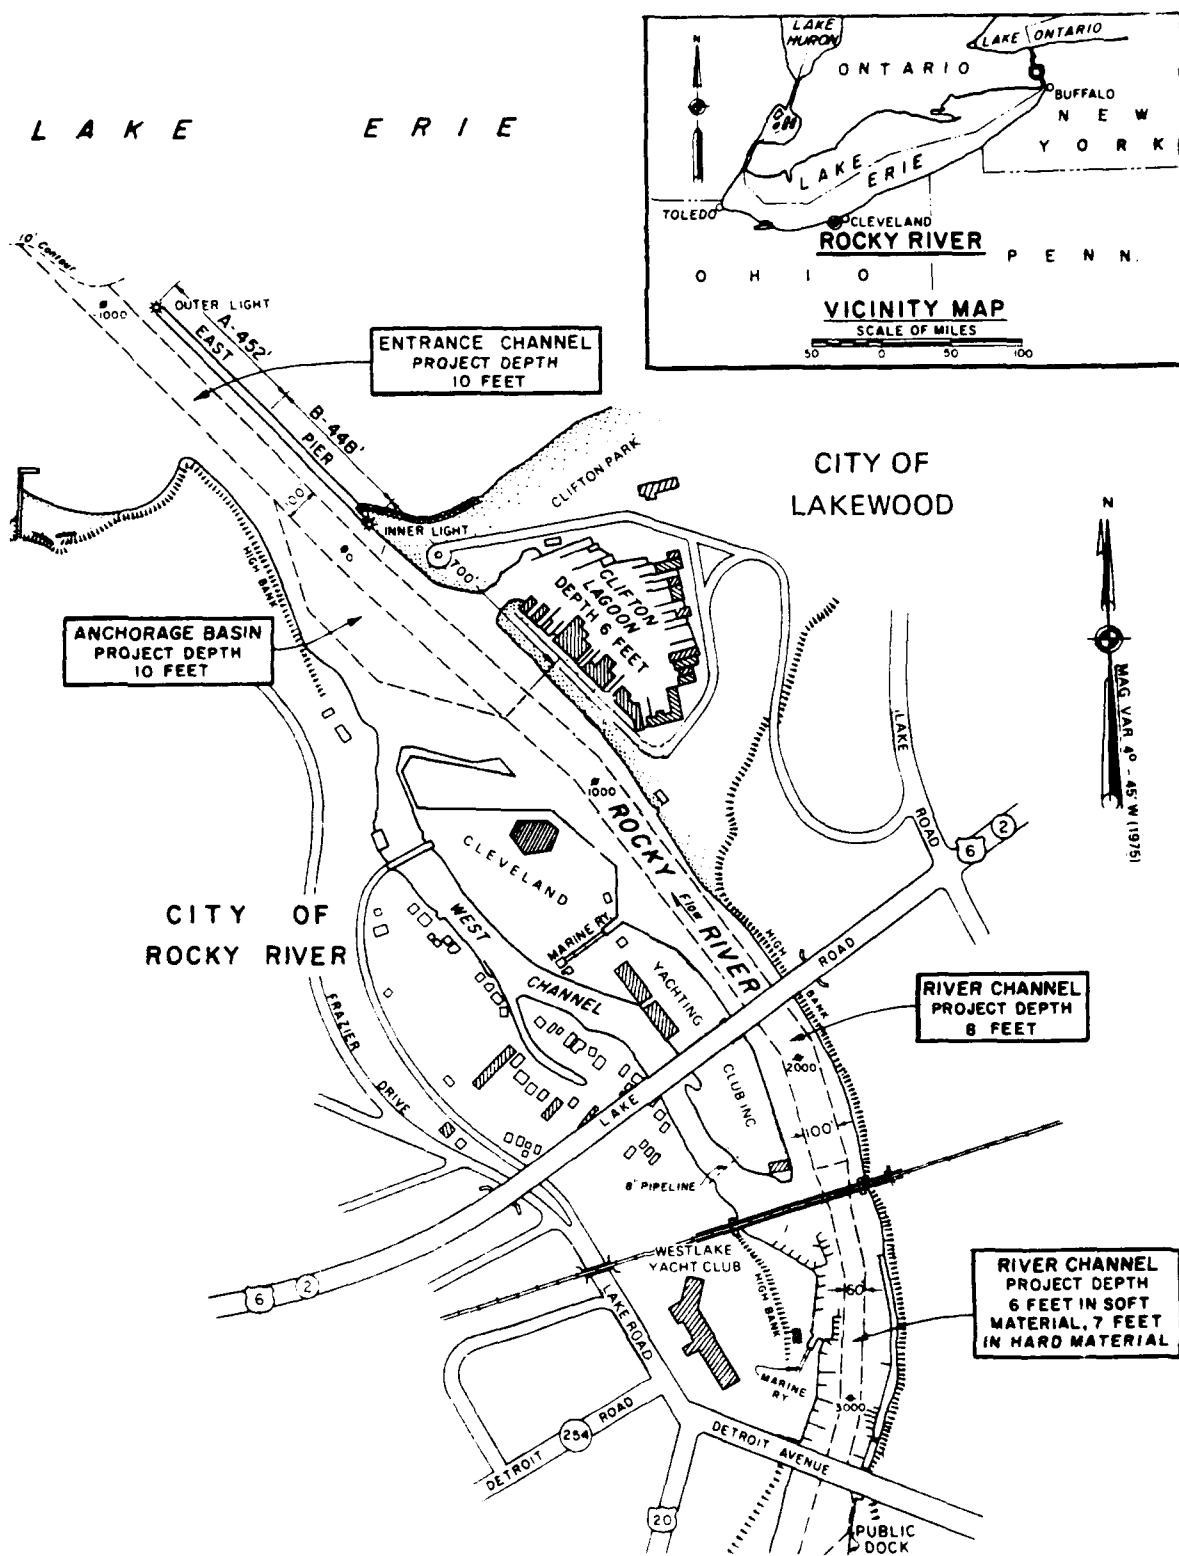 LAKE ERIE
LAKE
HURON
LAKE ONTARIO
N
ONTARIO
BUFFALO
NEW
YORK
LAKE
ERIE
TOLEDO
CLEVELAND
ROCKY RIVER
PENN.
OHIO
VICINITY MAP
SCALE OF MILES
50 0 50 100
10' Contour
-1000
OUTER LIGHT
A-452'
EAST
ENTRANCE CHANNEL
PROJECT DEPTH
10 FEET
B-448'
PIER
CLIFTON PARK
CITY OF
LAKEWOOD
100'
INNER LIGHT
HIGH BANK
0
700'
CLIFTON
LAGOON
DEPTH 6 FEET
N
MAG VAR 4° - 45' W (1975)
ANCHORAGE BASIN
PROJECT DEPTH
10 FEET
LAKE
ROAD
1000
ROCKY
Flow
RIVER
6
2
CLEVELAND
CITY OF
ROCKY RIVER
WEST
CHANNEL
MARINE RY.
YACHTING
CLUB INC
HIGH
BANK
LAKE
ROAD
RIVER CHANNEL
PROJECT DEPTH
8 FEET
FRAZIER
DRIVE
2000
100'
8" PIPELINE
WESTLAKE
YACHT CLUB
HIGH BANK
RIVER CHANNEL
PROJECT DEPTH
6 FEET IN SOFT
MATERIAL, 7 FEET
IN HARD MATERIAL
60'
6
2
LAKE ROAD
MARINE
RY
3000
DETROIT
254
ROAD
DETROIT AVENUE
20
PUBLIC
DOCK